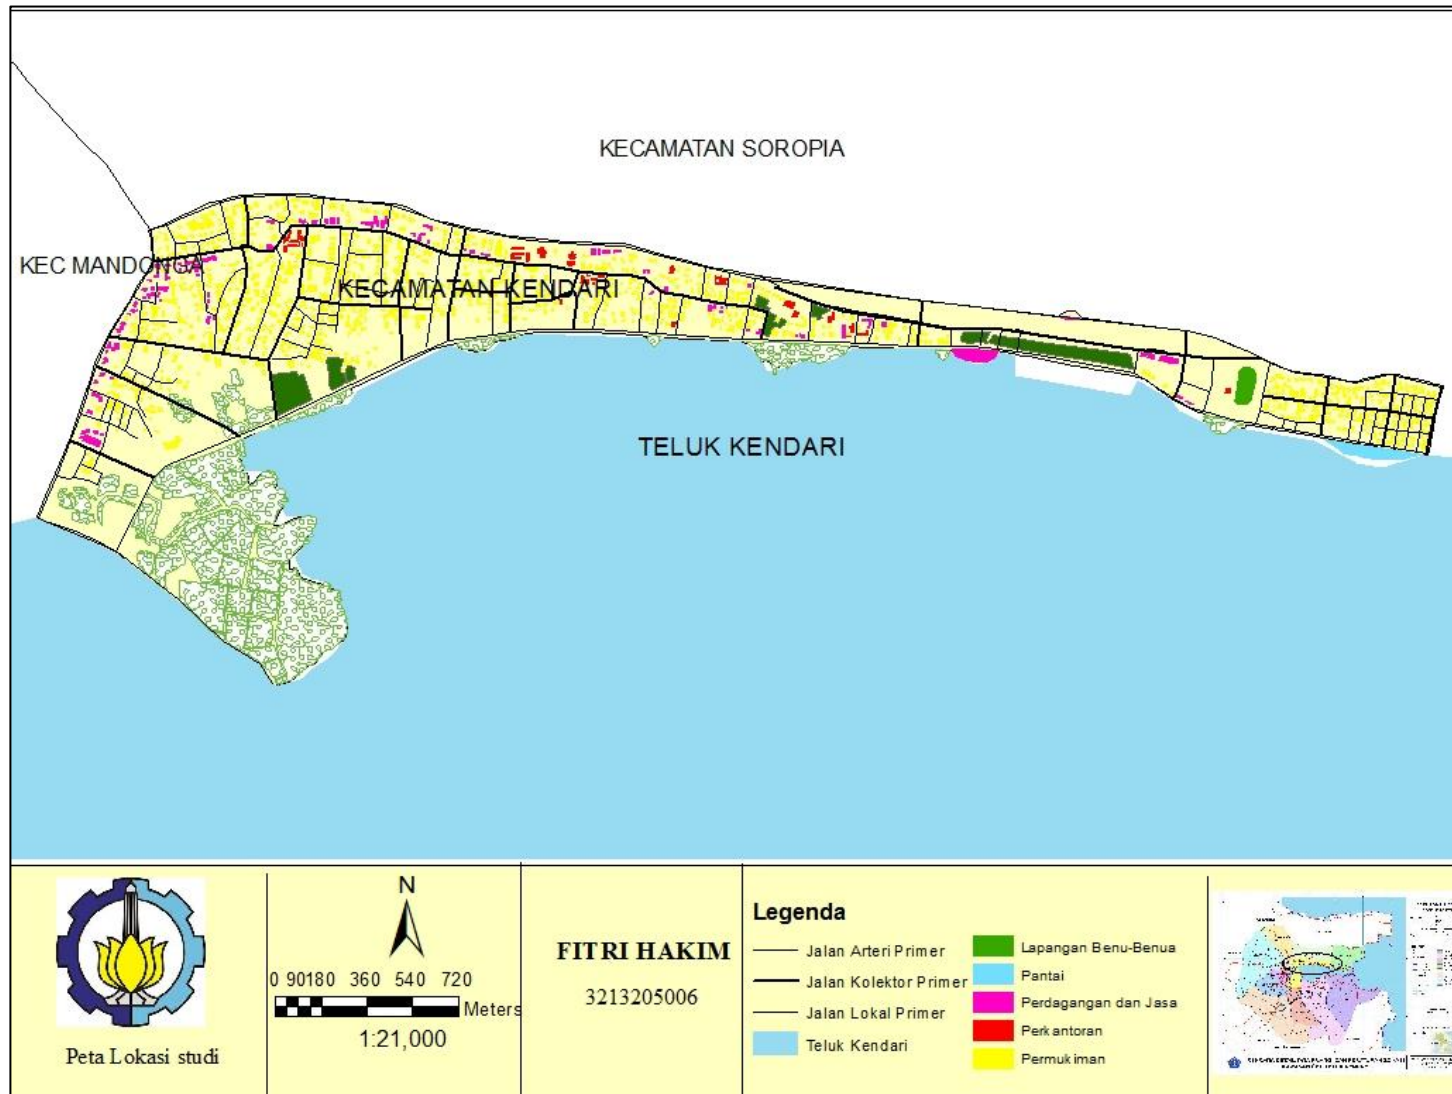 KECAMATAN SOROPIA
KEC MANDONGA
KECAMATAN KENDARI
TELUK KENDARI
Peta Lokasi studi
N
0 90180 360 540 720
Meters
1:21,000
FITRI HAKIM
3213205006
Legenda
Jalan Arteri Primer
Jalan Kolektor Primer
Jalan Lokal Primer
Teluk Kendari
Lapangan Benu-Benua
Pantai
Perdagangan dan Jasa
Perkantoran
Permukiman